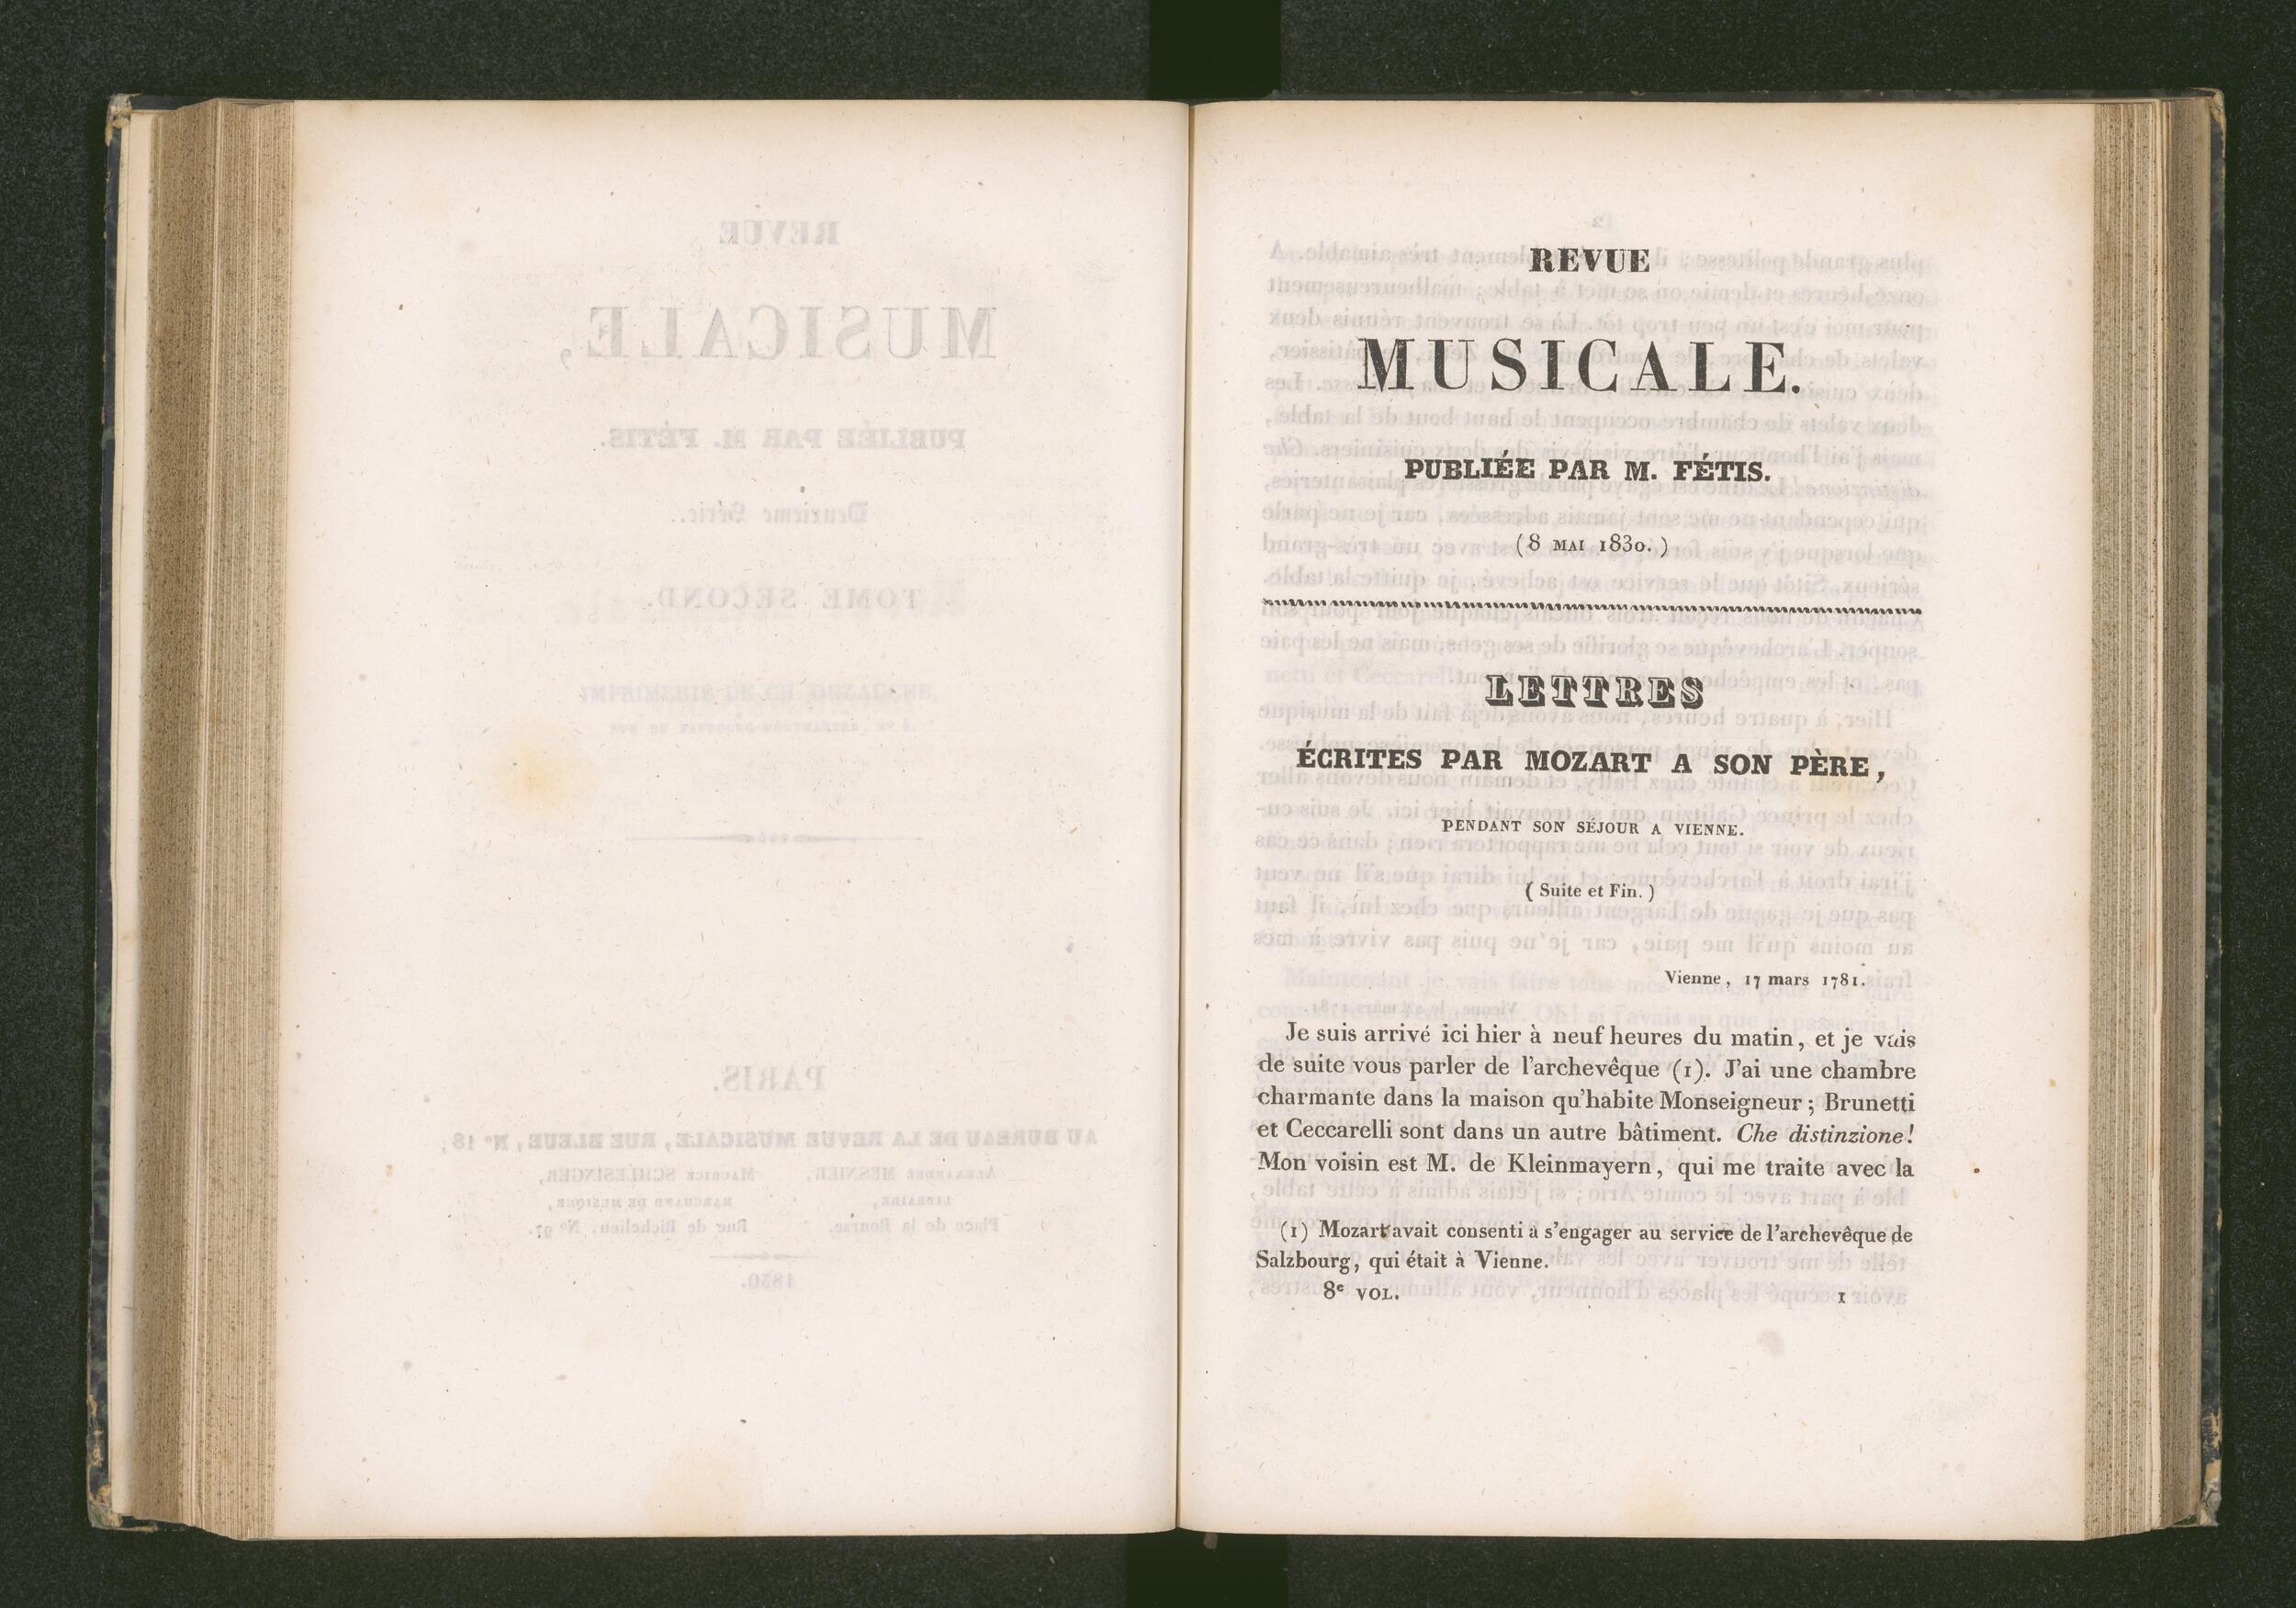 REVUE
MUSICALE.
PUBLIÉE PAR M. FÉTIS.
(8 MAI 1830.)
LETTRES
ÉCRITES PAR MOZART A SON PÈRE,
PENDANT SON SÉJOUR A VIENNE.
(Suite et Fin.)
Vienne, 17 mars 1781.
Je suis arrivé ici hier à neuf heures du matin, et je vais
de suite vous parler de l'archevêque (1). J'ai une chambre
charmante dans la maison qu'habite Monseigneur; Brunetti
et Ceccarelli sont dans un autre bâtiment. Che distinzione!
Mon voisin est M. de Kleinmayern, qui me traite avec la
(1) Mozart avait consenti à s'engager au service de l'archevêque de
Salzbourg, qui était à Vienne.
8e VOL. 1